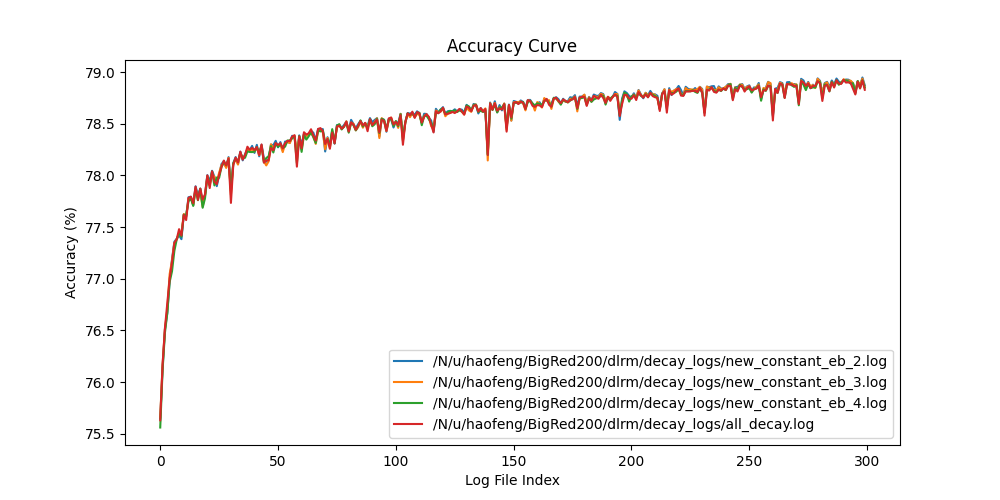 Accuracy Curve
Accuracy (%)
79.0
78.5
78.0
77.5
77.0
76.5
76.0
75.5
/N/u/haofeng/BigRed200/dlrm/decay_logs/new_constant_eb_2.log
/N/u/haofeng/BigRed200/dlrm/decay_logs/new_constant_eb_3.log
/N/u/haofeng/BigRed200/dlrm/decay_logs/new_constant_eb_4.log
/N/u/haofeng/BigRed200/dlrm/decay_logs/all_decay.log
0 50 100 150 200 250 300
Log File Index